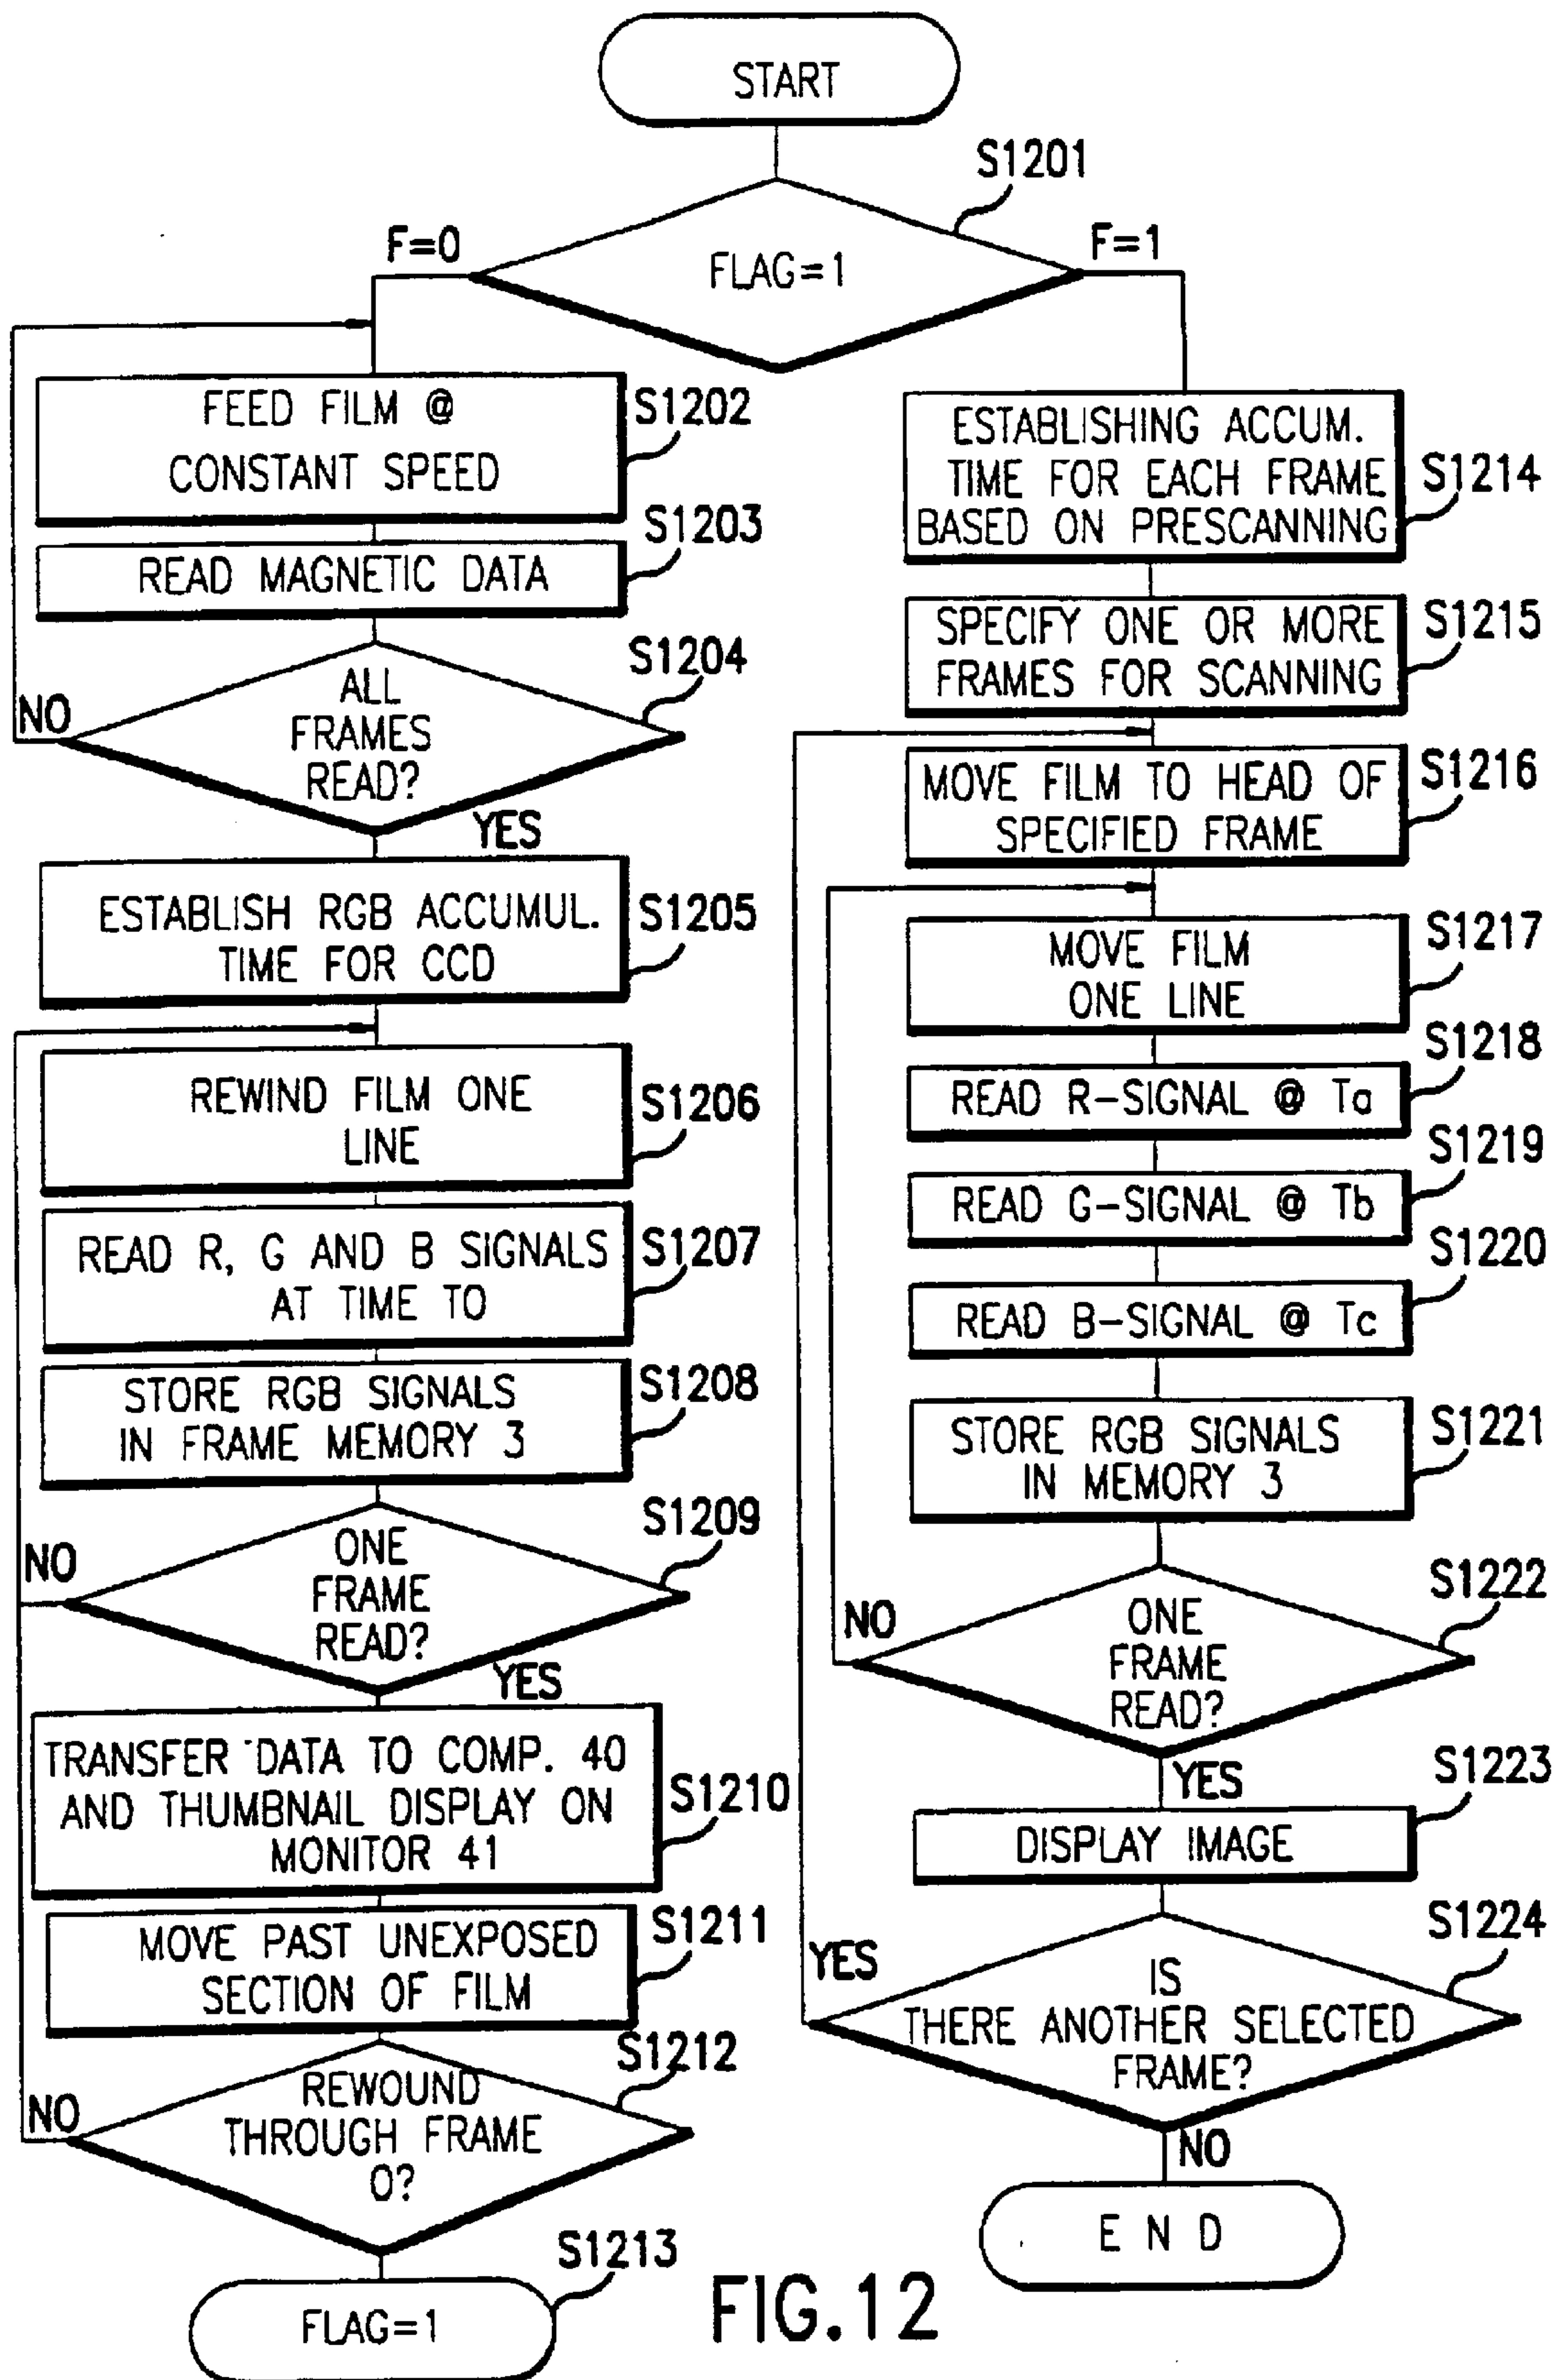 START
S1201
F=0
FLAG=1
F=1
FEED FILM @
CONSTANT SPEED
S1202
READ MAGNETIC DATA
S1203
ALL
FRAMES
READ?
S1204
NO
YES
ESTABLISH RGB ACCUMUL.
TIME FOR CCD
S1205
REWIND FILM ONE
LINE
S1206
READ R, G AND B SIGNALS
AT TIME TO
S1207
STORE RGB SIGNALS
IN FRAME MEMORY 3
S1208
ONE
FRAME
READ?
S1209
NO
YES
TRANSFER DATA TO COMP. 40
AND THUMBNAIL DISPLAY ON
MONITOR 41
S1210
MOVE PAST UNEXPOSED
SECTION OF FILM
S1211
REWOUND
THROUGH FRAME
0?
S1212
NO
S1213
FLAG=1
ESTABLISHING ACCUM.
TIME FOR EACH FRAME
BASED ON PRESCANNING
S1214
SPECIFY ONE OR MORE
FRAMES FOR SCANNING
S1215
MOVE FILM TO HEAD OF
SPECIFIED FRAME
S1216
MOVE FILM
ONE LINE
S1217
READ R-SIGNAL @ Ta
S1218
READ G-SIGNAL @ Tb
S1219
READ B-SIGNAL @ Tc
S1220
STORE RGB SIGNALS
IN MEMORY 3
S1221
ONE
FRAME
READ?
S1222
NO
YES
DISPLAY IMAGE
S1223
IS
THERE ANOTHER SELECTED
FRAME?
S1224
YES
NO
E N D
FIG.12